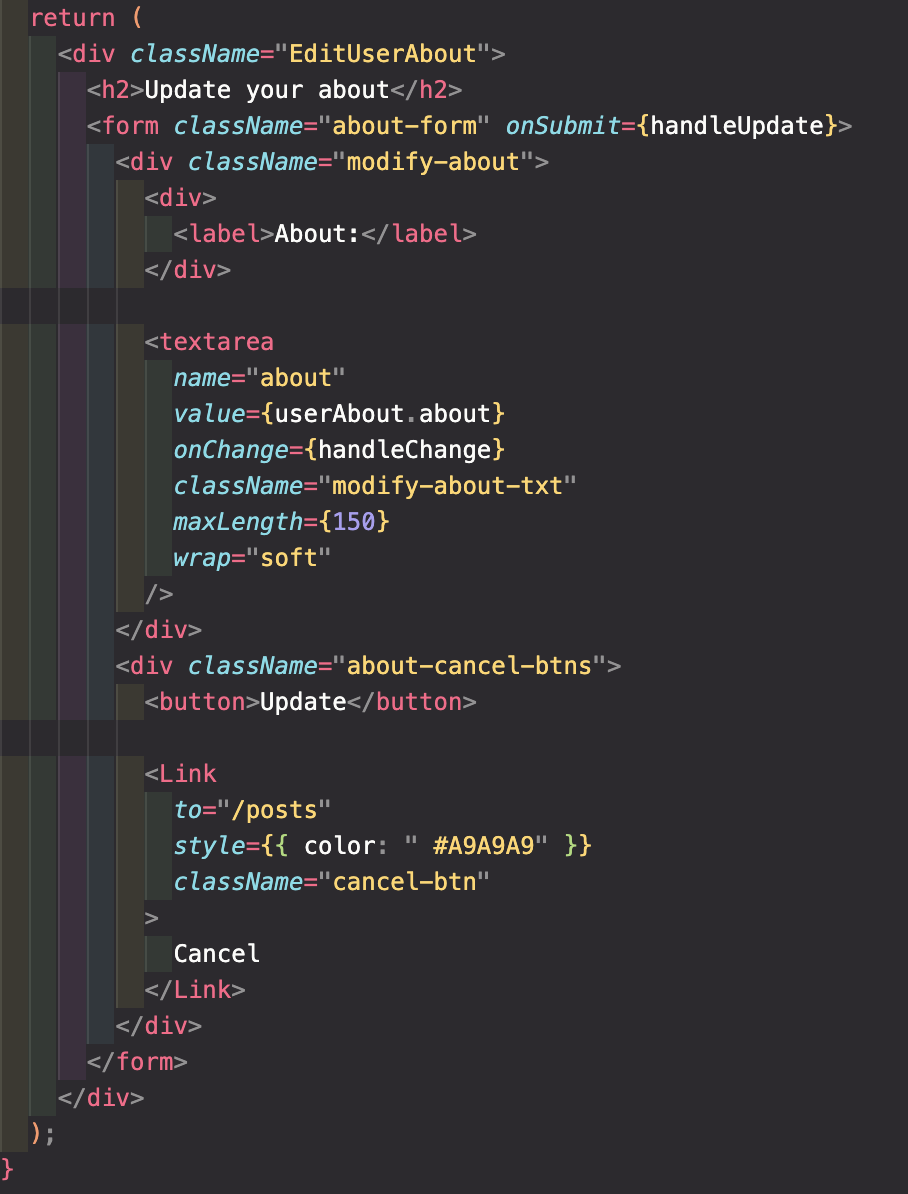 return (
<div className="EditUserAbout">
<h2>Update your about</h2>
<form className="about-form" onSubmit={handleUpdate}>
<div className="modify-about">
<div>
<label>About:</label>
</div>
<textarea
name="about"
value={userAbout.about}
onChange={handleChange}
className="modify-about-txt"
maxLength={150}
wrap="soft"
/>
</div>
<div className="about-cancel-btns">
<button>Update</button>
<Link
to="/posts"
style={{ color: " #A9A9A9" }}
className="cancel-btn"
>
Cancel
</Link>
</div>
</form>
</div>
);
}